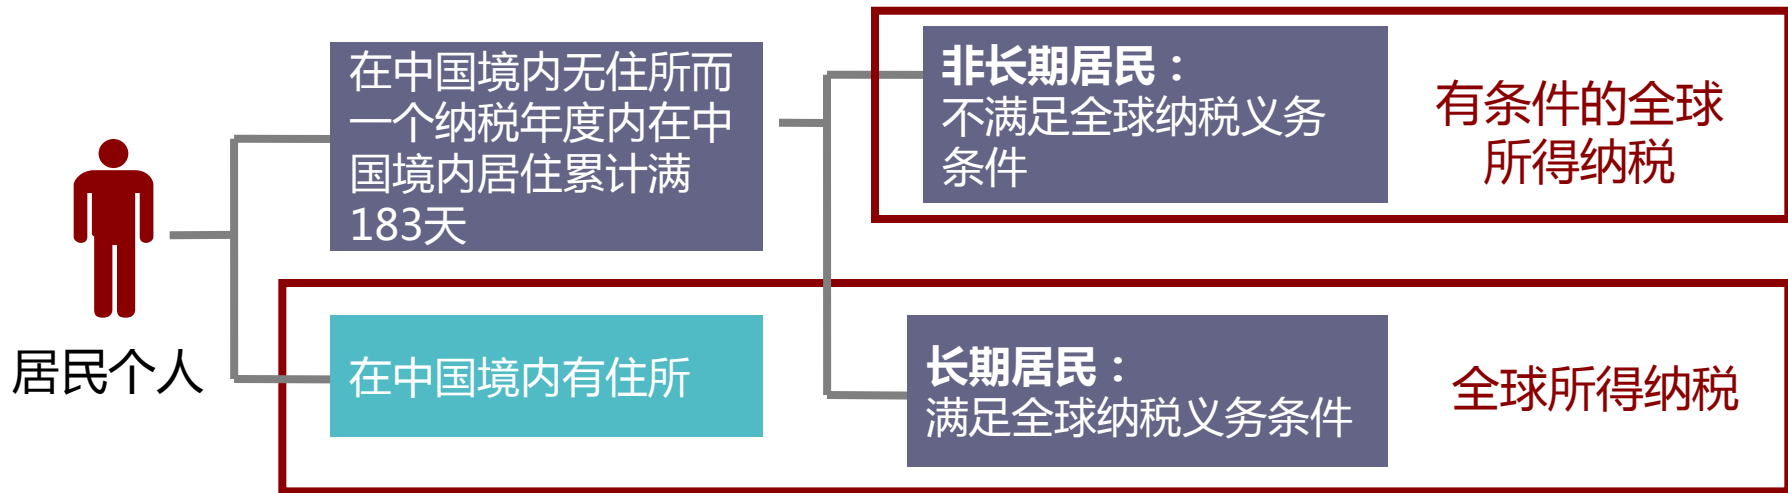 在中国境内无住所而
一个纳税年度内在中
国境内居住累计满
183天
非长期居民：
不满足全球纳税义务
条件
有条件的全球
所得纳税
居民个人
在中国境内有住所
长期居民：
满足全球纳税义务条件
全球所得纳税